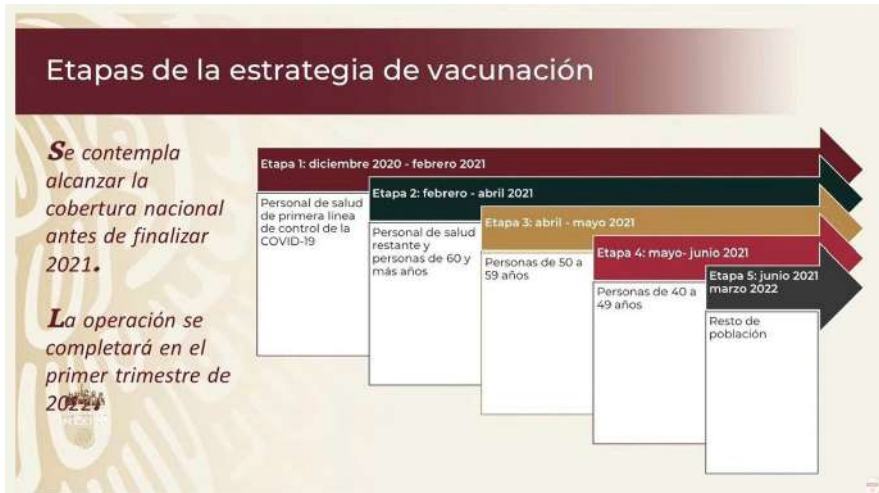 Etapas de la estrategia de vacunación
Se contempla
alcanzar la
cobertura nacional
antes de finalizar
2021.
La operación se
completará en el
primer trimestre de
2022.
Etapa 1: diciembre 2020 - febrero 2021
Personal de salud
de primera línea
de control de la
COVID-19
Etapa 2: febrero - abril 2021
Personal de salud
restante y
personas de 60 y
más años
Etapa 3: abril - mayo 2021
Personas de 50 a
59 años
Etapa 4: mayo- junio 2021
Personas de 40 a
49 años
Etapa 5: junio 2021
marzo 2022
Resto de
población